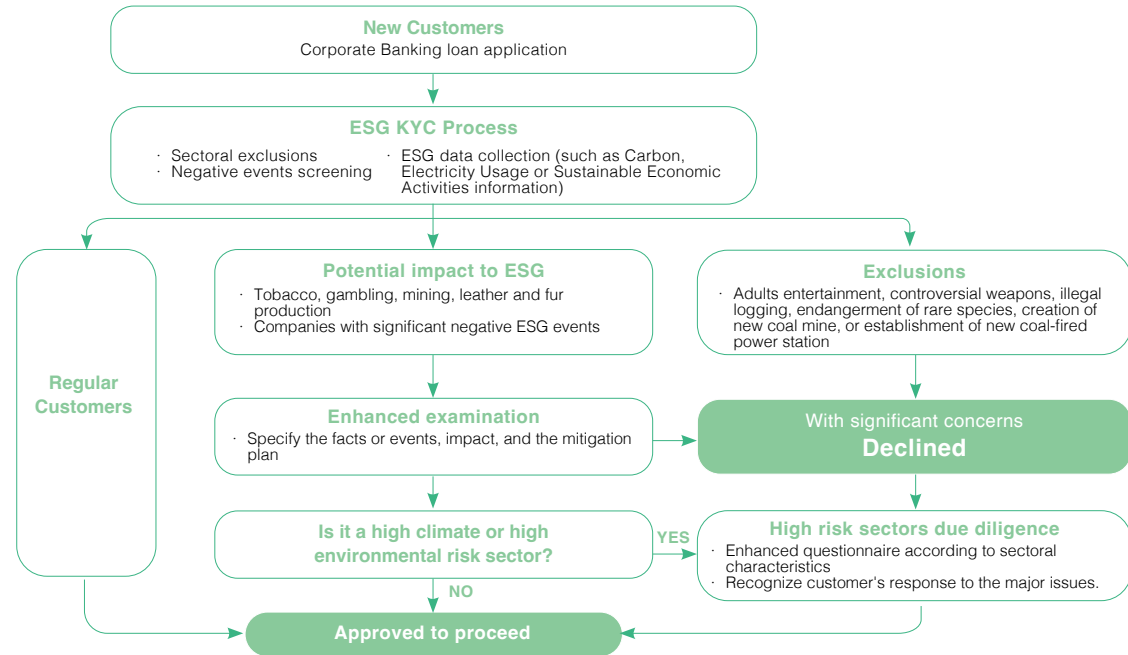 New Customers
Corporate Banking loan application
ESG KYC Process
· Sectoral exclusions
· Negative events screening
· ESG data collection (such as Carbon,
Electricity Usage or Sustainable Economic
Activities information)
Regular
Customers
Potential impact to ESG
· Tobacco, gambling, mining, leather and fur
production
· Companies with significant negative ESG events
Exclusions
· Adults entertainment, controversial weapons, illegal
logging, endangerment of rare species, creation of
new coal mine, or establishment of new coal-fired
power station
Enhanced examination
· Specify the facts or events, impact, and the mitigation
plan
With significant concerns
Declined
Is it a high climate or high
environmental risk sector?
YES
High risk sectors due diligence
· Enhanced questionnaire according to sectoral
characteristics
· Recognize customer's response to the major issues.
NO
Approved to proceed